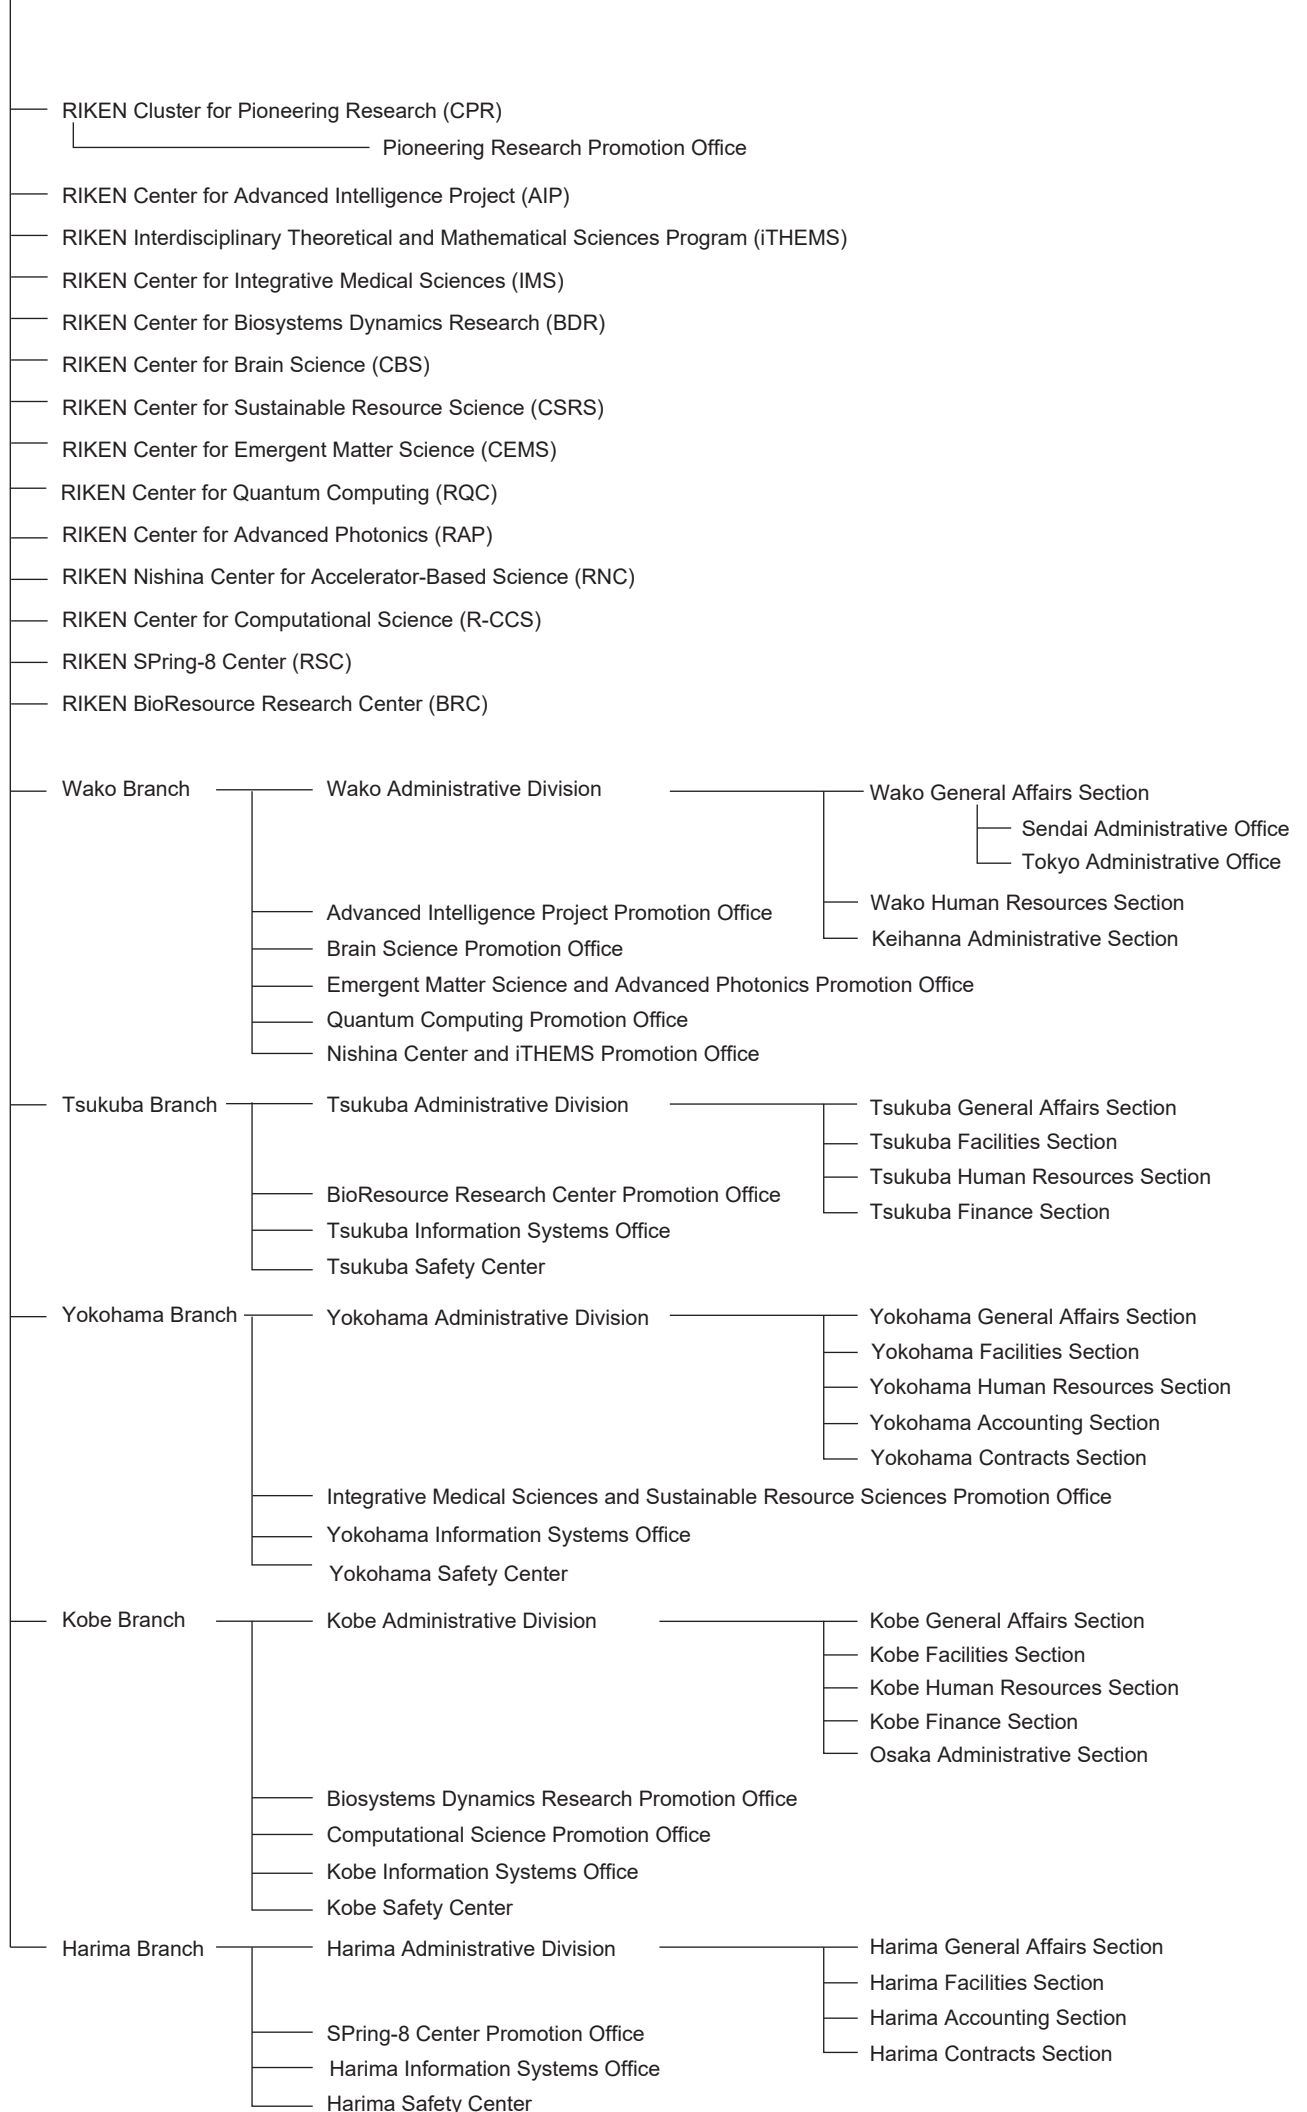 RIKEN Cluster for Pioneering Research (CPR)
Pioneering Research Promotion Office
RIKEN Center for Advanced Intelligence Project (AIP)
RIKEN Interdisciplinary Theoretical and Mathematical Sciences Program (iTHEMS)
RIKEN Center for Integrative Medical Sciences (IMS)
RIKEN Center for Biosystems Dynamics Research (BDR)
RIKEN Center for Brain Science (CBS)
RIKEN Center for Sustainable Resource Science (CSRS)
RIKEN Center for Emergent Matter Science (CEMS)
RIKEN Center for Quantum Computing (RQC)
RIKEN Center for Advanced Photonics (RAP)
RIKEN Nishina Center for Accelerator-Based Science (RNC)
RIKEN Center for Computational Science (R-CCS)
RIKEN SPring-8 Center (RSC)
RIKEN BioResource Research Center (BRC)
Wako Branch
Wako Administrative Division
Wako General Affairs Section
Sendai Administrative Office
Tokyo Administrative Office
Wako Human Resources Section
Keihanna Administrative Section
Advanced Intelligence Project Promotion Office
Brain Science Promotion Office
Emergent Matter Science and Advanced Photonics Promotion Office
Quantum Computing Promotion Office
Nishina Center and iTHEMS Promotion Office
Tsukuba Branch
Tsukuba Administrative Division
Tsukuba General Affairs Section
Tsukuba Facilities Section
Tsukuba Human Resources Section
Tsukuba Finance Section
BioResource Research Center Promotion Office
Tsukuba Information Systems Office
Tsukuba Safety Center
Yokohama Branch
Yokohama Administrative Division
Yokohama General Affairs Section
Yokohama Facilities Section
Yokohama Human Resources Section
Yokohama Accounting Section
Yokohama Contracts Section
Integrative Medical Sciences and Sustainable Resource Sciences Promotion Office
Yokohama Information Systems Office
Yokohama Safety Center
Kobe Branch
Kobe Administrative Division
Kobe General Affairs Section
Kobe Facilities Section
Kobe Human Resources Section
Kobe Finance Section
Osaka Administrative Section
Biosystems Dynamics Research Promotion Office
Computational Science Promotion Office
Kobe Information Systems Office
Kobe Safety Center
Harima Branch
Harima Administrative Division
Harima General Affairs Section
Harima Facilities Section
Harima Accounting Section
Harima Contracts Section
SPring-8 Center Promotion Office
Harima Information Systems Office
Harima Safety Center